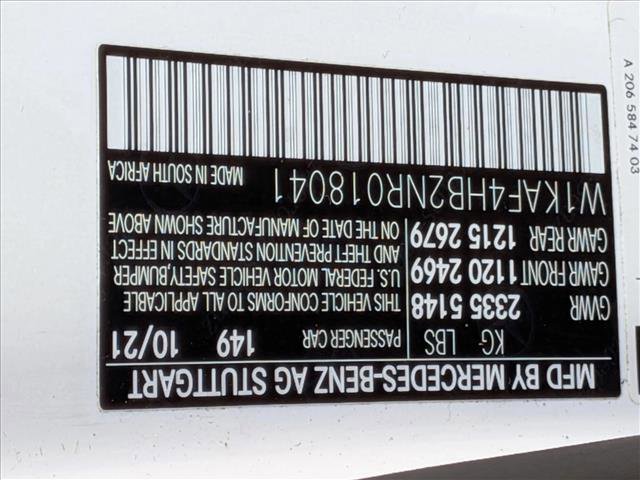 MFD BY MERCEDES-BENZ AG STUTTGART
KG LBS
GWR 2335 5148
GAWR FRONT 1120 2469
GAWR REAR 1215 2679
PASSENGER CAR 149 10/21
THIS VEHICLE CONFORMS TO ALL APPLICABLE
U.S. FEDERAL MOTOR VEHICLE SAFETY,BUMPER
AND THEFT PREVENTION STANDARDS IN EFFECT
ON THE DATE OF MANUFACTURE SHOWN ABOVE
W1KAF4HB2NR018041 MADE IN SOUTH AFRICA
A 206 584 74 03